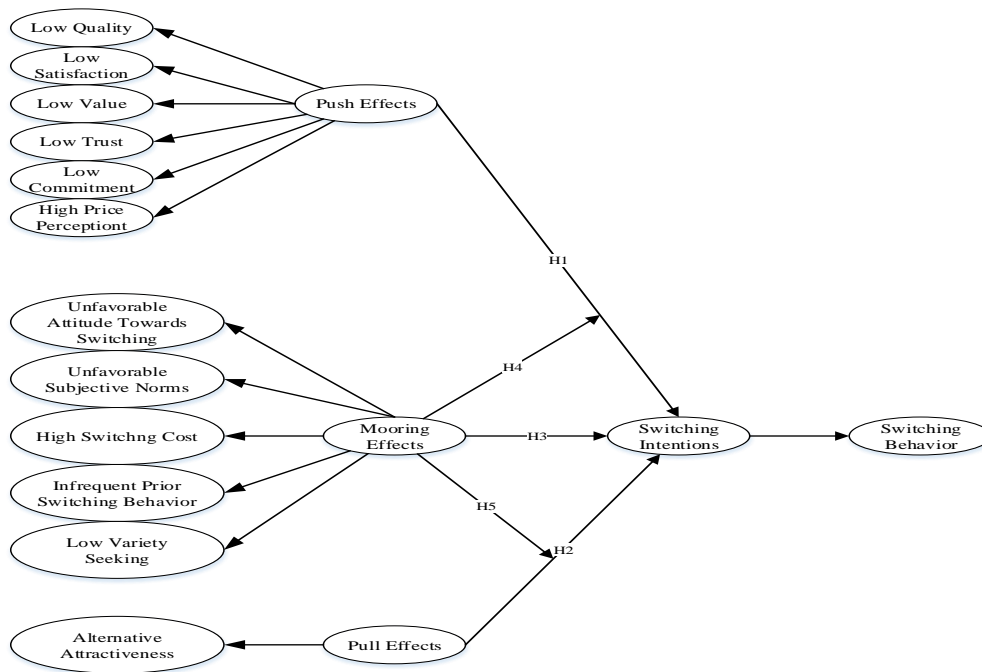 Low Quality
Low
Satisfaction
Low Value
Low Trust
Low
Commitment
High Price
Perceptiont
Push Effects
H1
Unfavorable
Attitude Towards
Switching
Unfavorable
Subjective Norms
High Switchng Cost
Infrequent Prior
Switching Behavior
Low Variety
Seeking
Mooring
Effects
H4
H3
H5
Switching
Intentions
Switching
Behavior
H2
Alternative
Attractiveness
Pull Effects